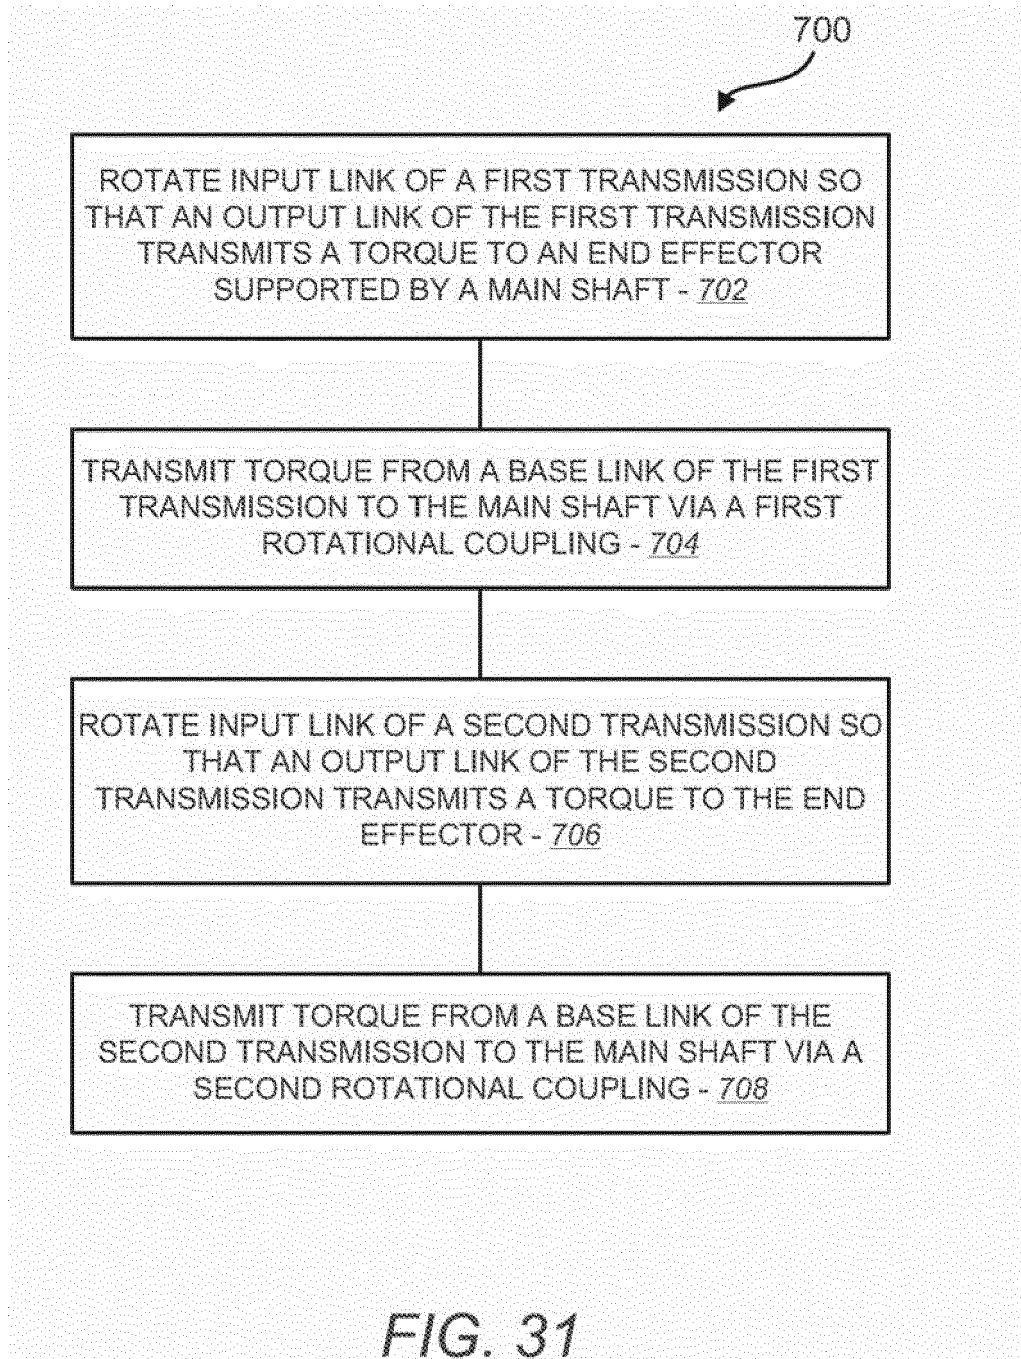 700
ROTATE INPUT LINK OF A FIRST TRANSMISSION SO
THAT AN OUTPUT LINK OF THE FIRST TRANSMISSION
TRANSMITS A TORQUE TO AN END EFFECTOR
SUPPORTED BY A MAIN SHAFT - 702
TRANSMIT TORQUE FROM A BASE LINK OF THE FIRST
TRANSMISSION TO THE MAIN SHAFT VIA A FIRST
ROTATIONAL COUPLING - 704
ROTATE INPUT LINK OF A SECOND TRANSMISSION SO
THAT AN OUTPUT LINK OF THE SECOND
TRANSMISSION TRANSMITS A TORQUE TO THE END
EFFECTOR - 706
TRANSMIT TORQUE FROM A BASE LINK OF THE
SECOND TRANSMISSION TO THE MAIN SHAFT VIA A
SECOND ROTATIONAL COUPLING - 708
FIG. 31